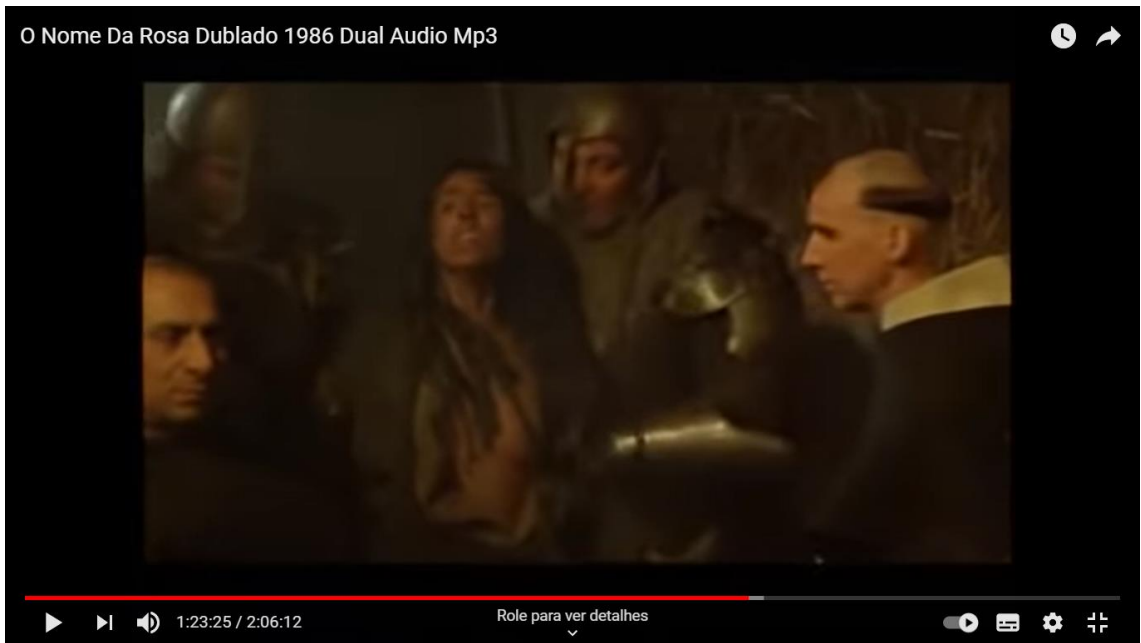 O Nome Da Rosa Dublado 1986 Dual Audio Mp3
1:23:25 / 2:06:12
Role para ver detalhes